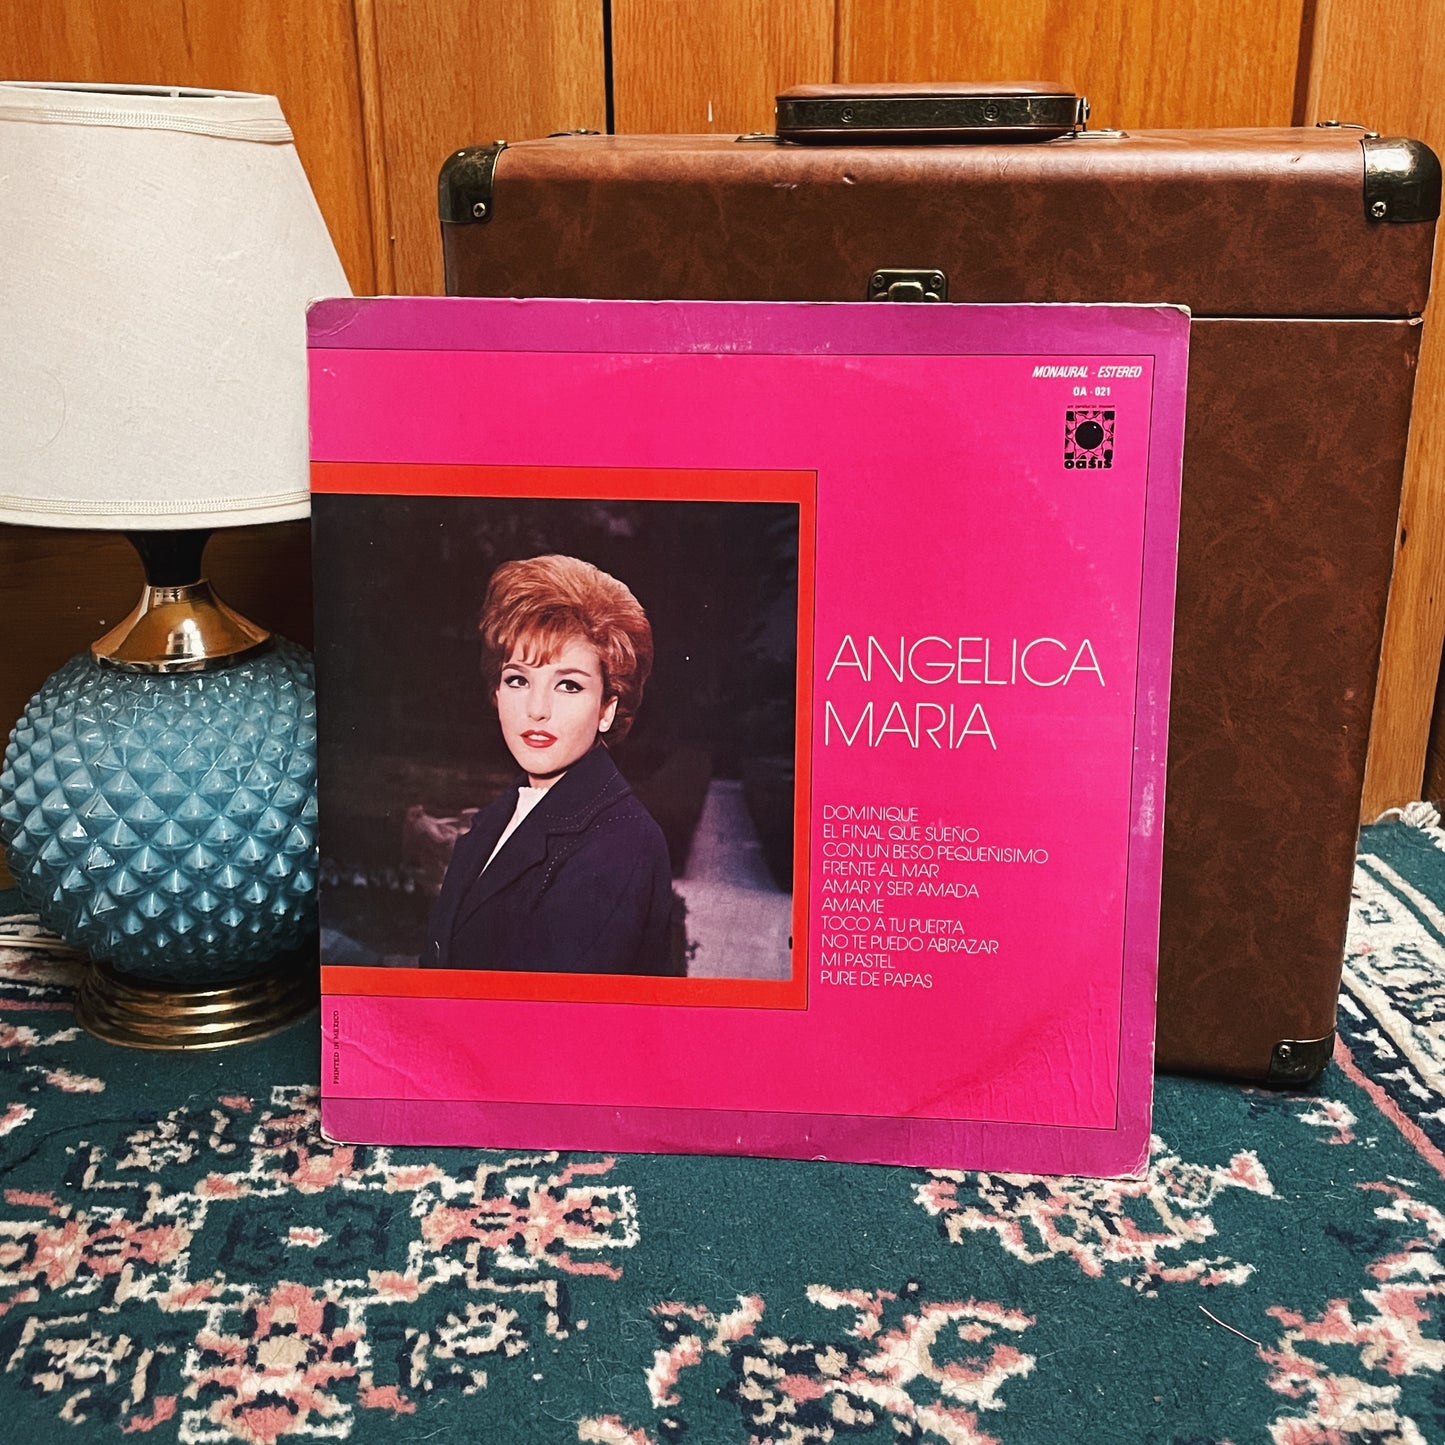 MONAURAL - ESTEREO
OA - 021
oasis
ANGELICA
MARIA
DOMINIQUE
EL FINAL QUE SUEÑO
CON UN BESO PEQUEÑISIMO
FRENTE AL MAR
AMAR Y SER AMADA
AMAME
TOCO A TU PUERTA
NO TE PUEDO ABRAZAR
MI PASTEL
PURE DE PAPAS
PRINTED IN MEXICO